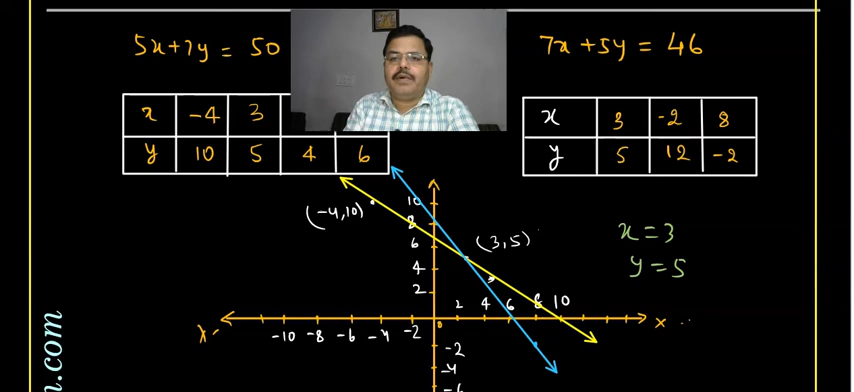 5x+7y = 50
7x+5y = 46
x -4 3
y 10 5 4 6
x 3 -2 8
y 5 12 -2
(-4,10)
(3,5)
x = 3
y = 5
10
8
6
4
2
-10 -8 -6 -4 -2 0 2 4 6 8 10
x
x
-2
-4
-6
.com